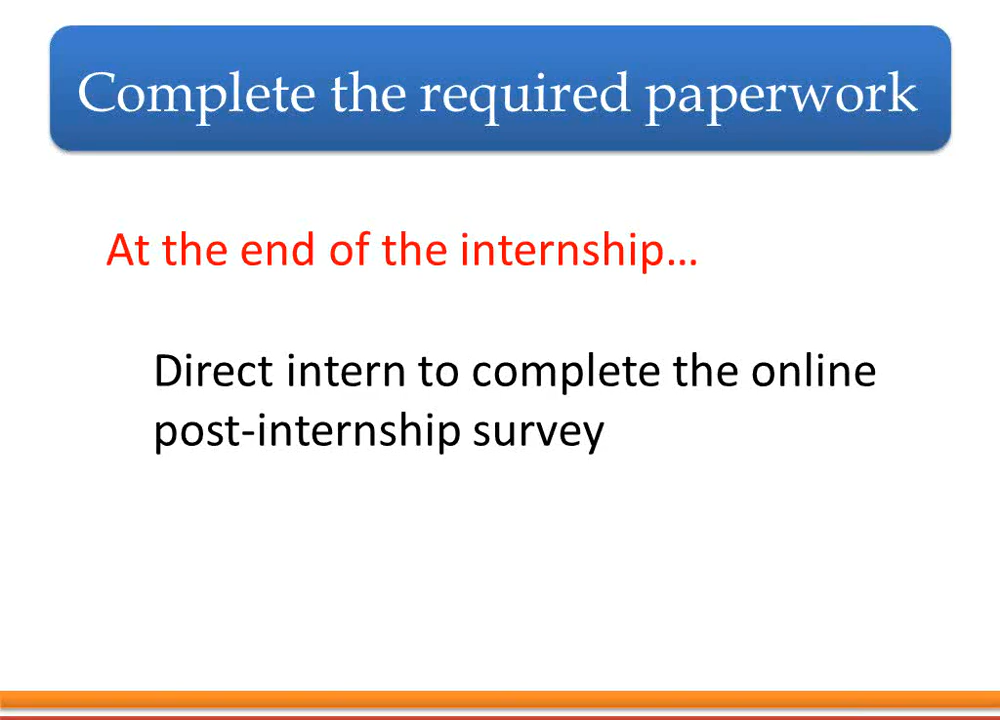 Complete the required paperwork
At the end of the internship...
Direct intern to complete the online
post-internship survey